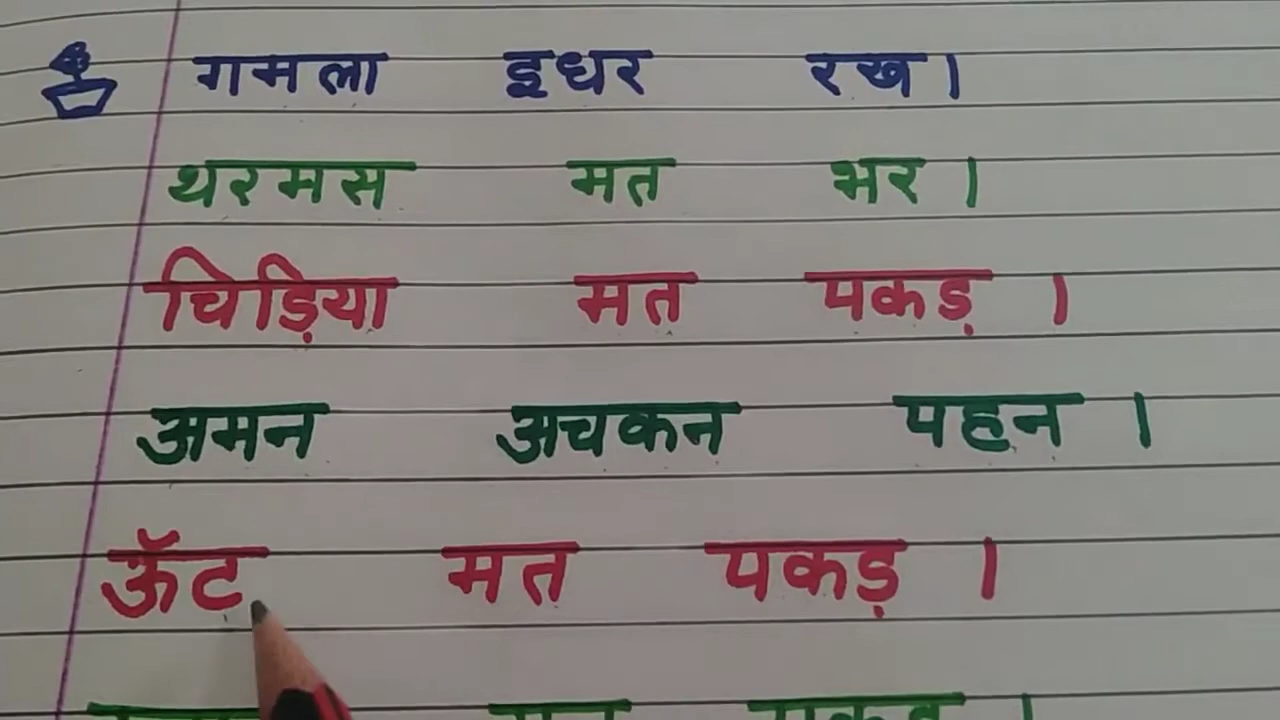 गमला इधर रख।
थरमस मत भर।
चिड़िया मत पकड़।
अमन अचकन पहन।
ऊँट मत पकड़।